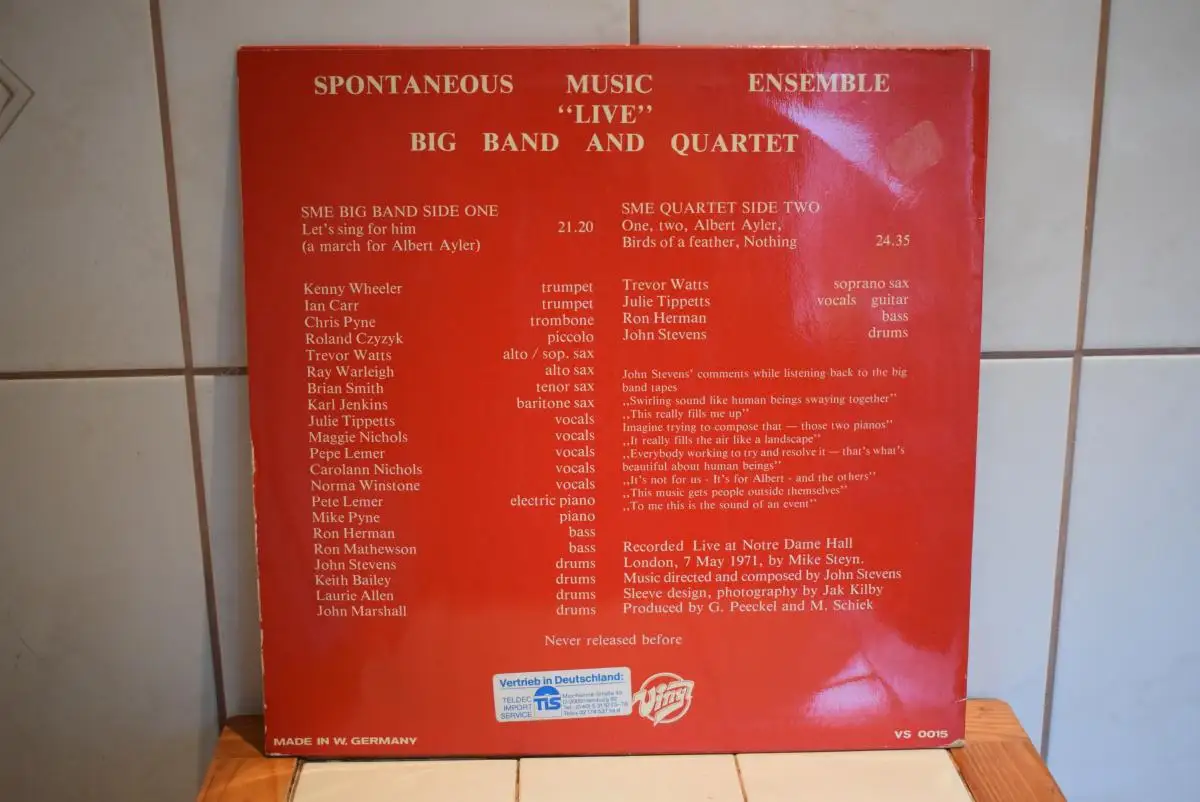 SPONTANEOUS MUSIC ENSEMBLE
“LIVE”
BIG BAND AND QUARTET
SME BIG BAND SIDE ONE
Let's sing for him 21.20
(a march for Albert Ayler)
Kenny Wheeler trumpet
Ian Carr trumpet
Chris Pyne trombone
Roland Czyzyk piccolo
Trevor Watts alto / sop. sax
Ray Warleigh alto sax
Brian Smith tenor sax
Karl Jenkins baritone sax
Julie Tippetts vocals
Maggie Nichols vocals
Pepe Lemer vocals
Carolann Nichols vocals
Norma Winstone vocals
Pete Lemer electric piano
Mike Pyne piano
Ron Herman bass
Ron Mathewson bass
John Stevens drums
Keith Bailey drums
Laurie Allen drums
John Marshall drums
SME QUARTET SIDE TWO
One, two, Albert Ayler,
Birds of a feather, Nothing 24.35
Trevor Watts soprano sax
Julie Tippetts vocals guitar
Ron Herman bass
John Stevens drums
John Stevens' comments while listening back to the big
band tapes
,,Swirling sound like human beings swaying together”
,,This really fills me up”
Imagine trying to compose that — those two pianos”
,,It really fills the air like a landscape”
,,Everybody working to try and resolve it — that's what's
beautiful about human beings”
,,It's not for us - It's for Albert - and the others”
,,This music gets people outside themselves”
,,To me this is the sound of an event”
Recorded Live at Notre Dame Hall
London, 7 May 1971, by Mike Steyn.
Music directed and composed by John Stevens
Sleeve design, photography by Jak Kilby
Produced by G. Peeckel and M. Schiek
Never released before
Vertrieb in Deutschland:
TELDEC
IMPORT
SERVICE
TIS
Vinyl
MADE IN W. GERMANY
VS 0015